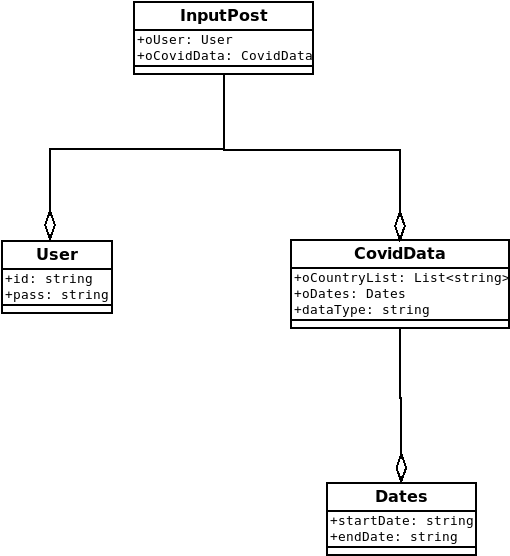 InputPost
+oUser: User
+oCovidData: CovidData
User
+id: string
+pass: string
CovidData
+oCountryList: List<string>
+oDates: Dates
+dataType: string
Dates
+startDate: string
+endDate: string